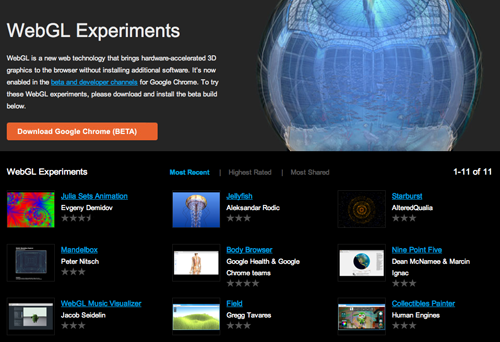 WebGL Experiments
WebGL is a new web technology that brings hardware-accelerated 3D
graphics to the browser without installing additional software. It's now
enabled in the beta and developer channels for Google Chrome. To try
these WebGL experiments, please download and install the beta build
below.
Download Google Chrome (BETA)
WebGL Experiments
Most Recent | Highest Rated | Most Shared
1-11 of 11
Julia Sets Animation
Evgeny Demidov
Jellyfish
Aleksandar Rodic
Starburst
AlteredQualia
Mandelbox
Peter Nitsch
Body Browser
Google Health & Google
Chrome teams
Nine Point Five
Dean McNamee & Marcin
Ignac
WebGL Music Visualizer
Jacob Seidelin
Field
Gregg Tavares
Collectibles Painter
Human Engines